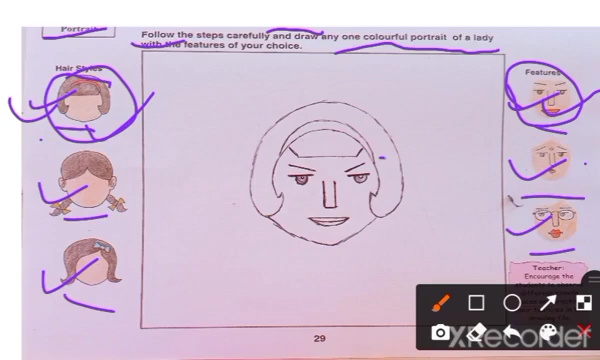 Portrait
Follow the steps carefully and draw any one colourful portrait of a lady
with the features of your choice.
Hair Styles
Features
Teacher:
Encourage the
29
XRecorder